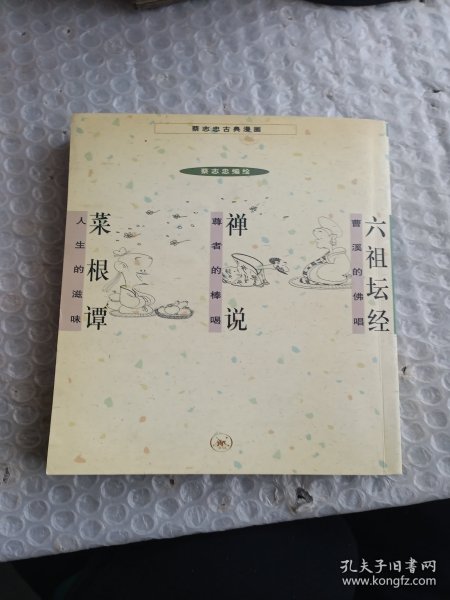 蔡志忠古典漫画
蔡志忠编绘
六祖坛经
曹溪的佛唱
禅说
尊者的棒喝
菜根谭
人生的滋味
孔夫子旧书网
www.kongfz.com